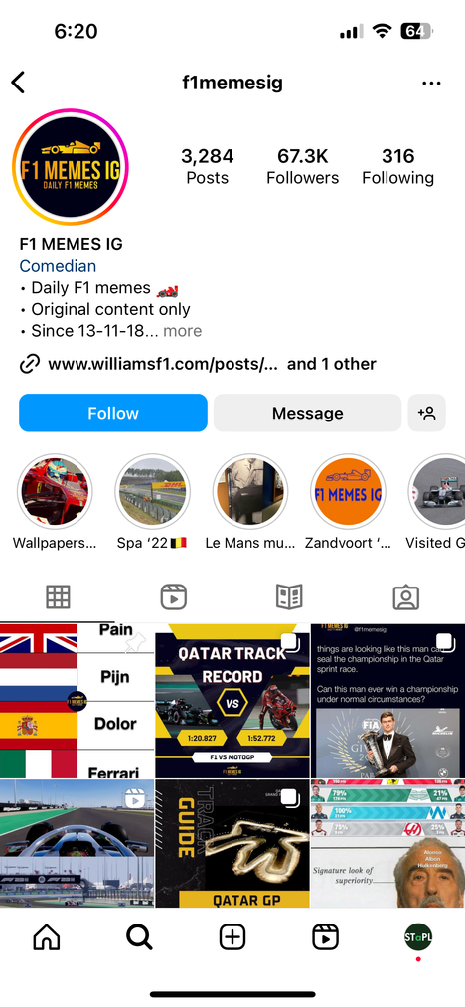 6:20
64
f1memesig
F1 MEMES IG
DAILY F1 MEMES
3,284
Posts
67.3K
Followers
316
Following
F1 MEMES IG
Comedian
• Daily F1 memes
• Original content only
• Since 13-11-18... more
www.williamsf1.com/posts/... and 1 other
Follow
Message
F1 MEMES IG
Wallpapers...
Spa ‘22
Le Mans mu...
Zandvoort ‘...
Visited G
Pain
Pijn
Dolor
Ferrari
QATAR TRACK
RECORD
VS
1:20.827
1:52.772
F1 VS MOTOGP
@f1memesig
things are looking like this man can
seal the championship in the Qatar
sprint race.
Can this man ever win a championship
under normal circumstances?
FIA
TRACK
GUIDE
QATAR GP
79%
21%
100%
75%
25%
Alonso
Albon
Hulkenberg
Signature look of
superiority
STaPL